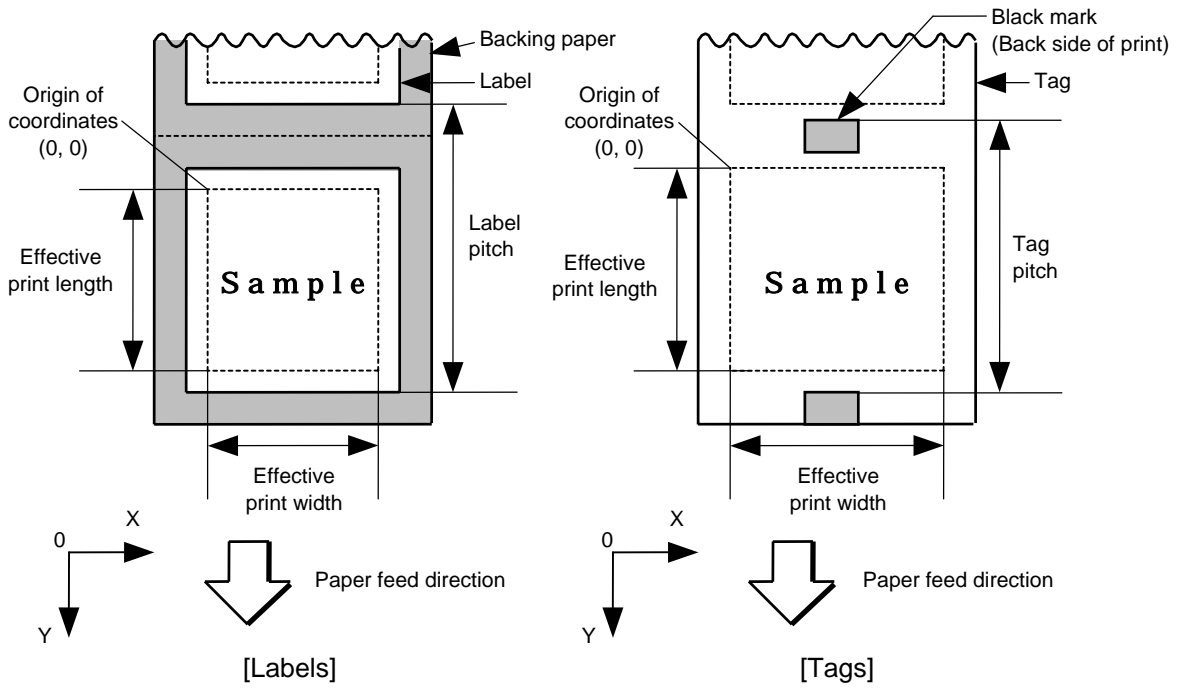 Backing paper
Label
Origin of
coordinates
(0, 0)
Label
pitch
Effective
print length
Sample
Effective
print width
0
X
Y
Paper feed direction
[Labels]
Black mark
(Back side of print)
Tag
Origin of
coordinates
(0, 0)
Effective
print length
Sample
Tag
pitch
Effective
print width
0
X
Y
Paper feed direction
[Tags]